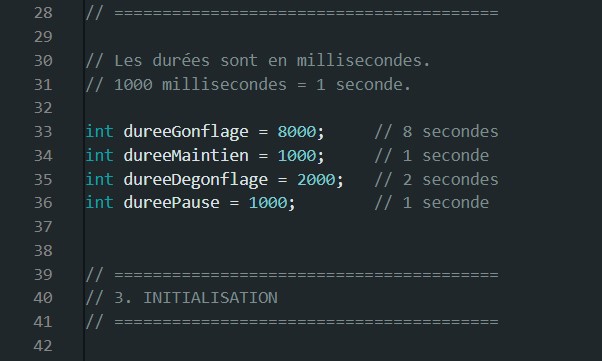 28 // ========================================
29
30 // Les durées sont en millisecondes.
31 // 1000 millisecondes = 1 seconde.
32
33 int dureeGonflage = 8000;     // 8 secondes
34 int dureeMaintien = 1000;     // 1 seconde
35 int dureeDegonflage = 2000;   // 2 secondes
36 int dureePause = 1000;        // 1 seconde
37
38
39 // ========================================
40 // 3. INITIALISATION
41 // ========================================
42